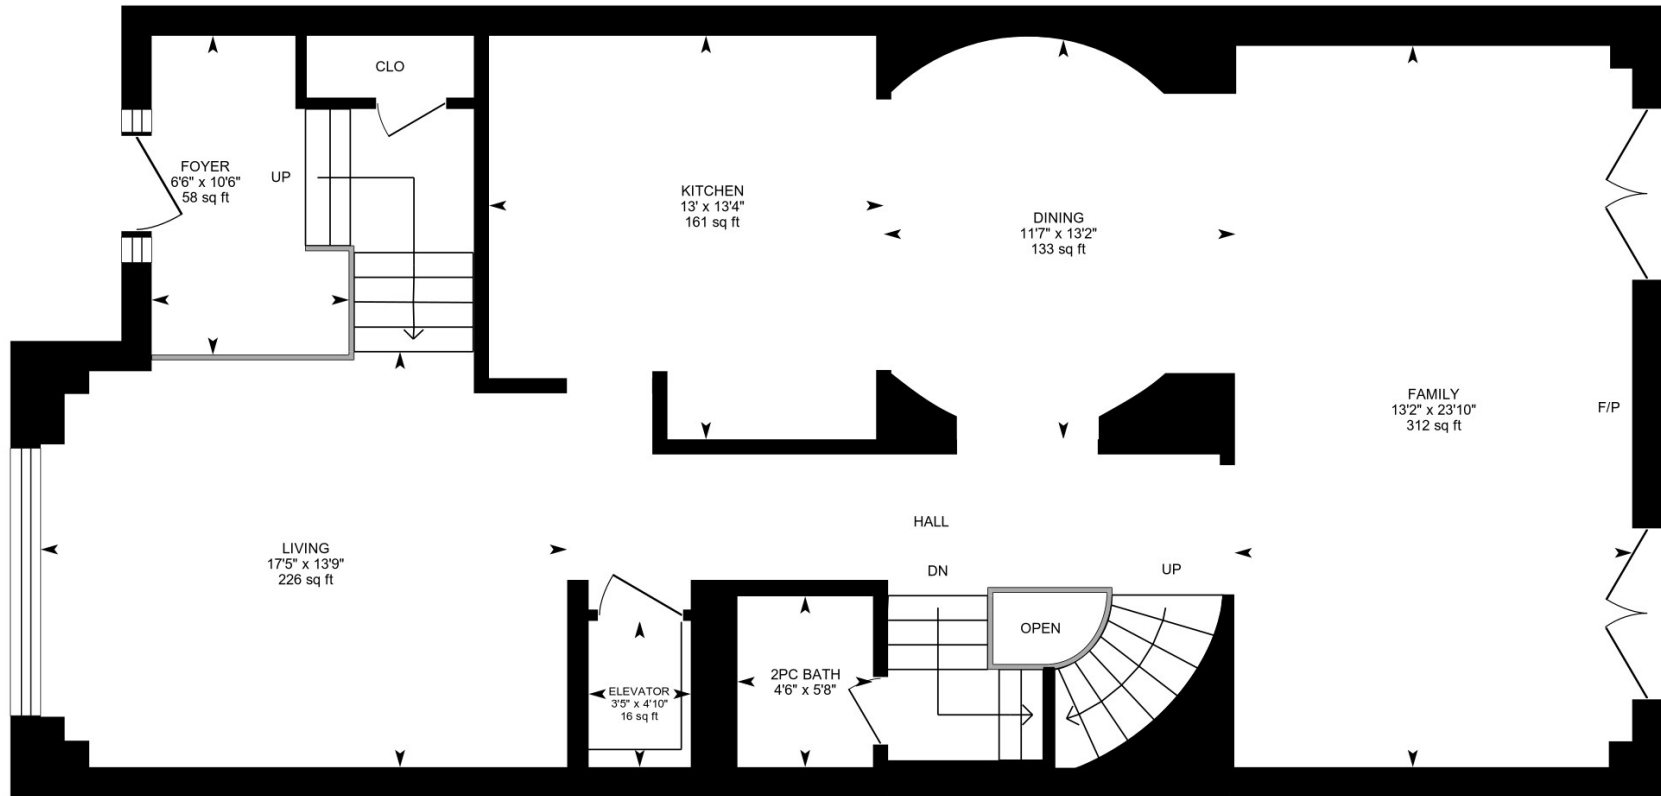 CLO
FOYER
6'6" x 10'6"
58 sq ft
UP
KITCHEN
13' x 13'4"
161 sq ft
DINING
11'7" x 13'2"
133 sq ft
FAMILY
13'2" x 23'10"
312 sq ft
F/P
LIVING
17'5" x 13'9"
226 sq ft
HALL
DN
UP
OPEN
ELEVATOR
3'5" x 4'10"
16 sq ft
2PC BATH
4'6" x 5'8"